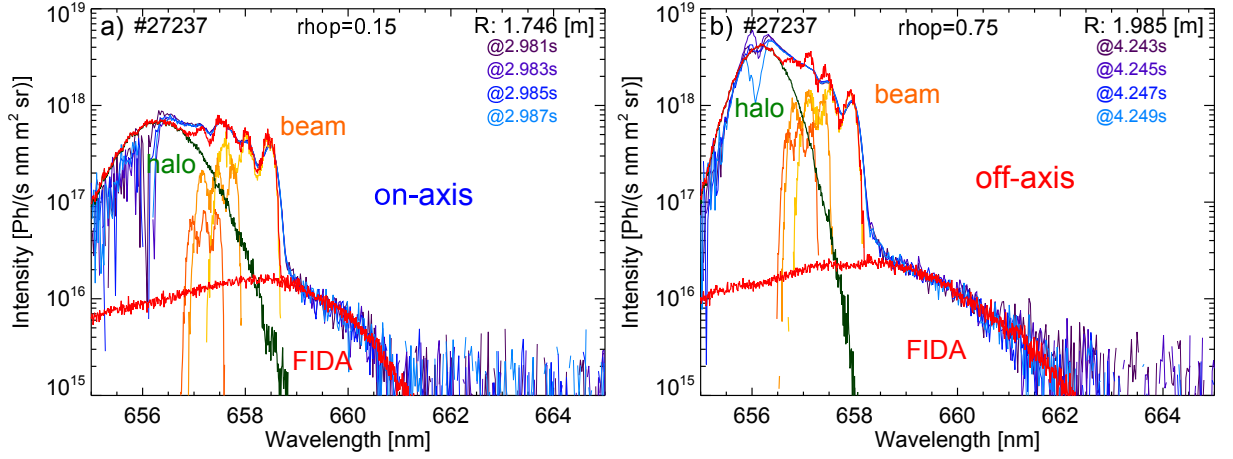 a) #27237 rhop=0.15 R: 1.746 [m]
@2.981s
@2.983s
@2.985s
@2.987s
beam
halo
on-axis
FIDA
Intensity [Ph/(s nm m² sr)]
10¹⁹
10¹⁸
10¹⁷
10¹⁶
10¹⁵
656 658 660 662 664
Wavelength [nm]
b) #27237 rhop=0.75 R: 1.985 [m]
@4.243s
@4.245s
@4.247s
@4.249s
beam
halo
off-axis
FIDA
Intensity [Ph/(s nm m² sr)]
10¹⁹
10¹⁸
10¹⁷
10¹⁶
10¹⁵
656 658 660 662 664
Wavelength [nm]